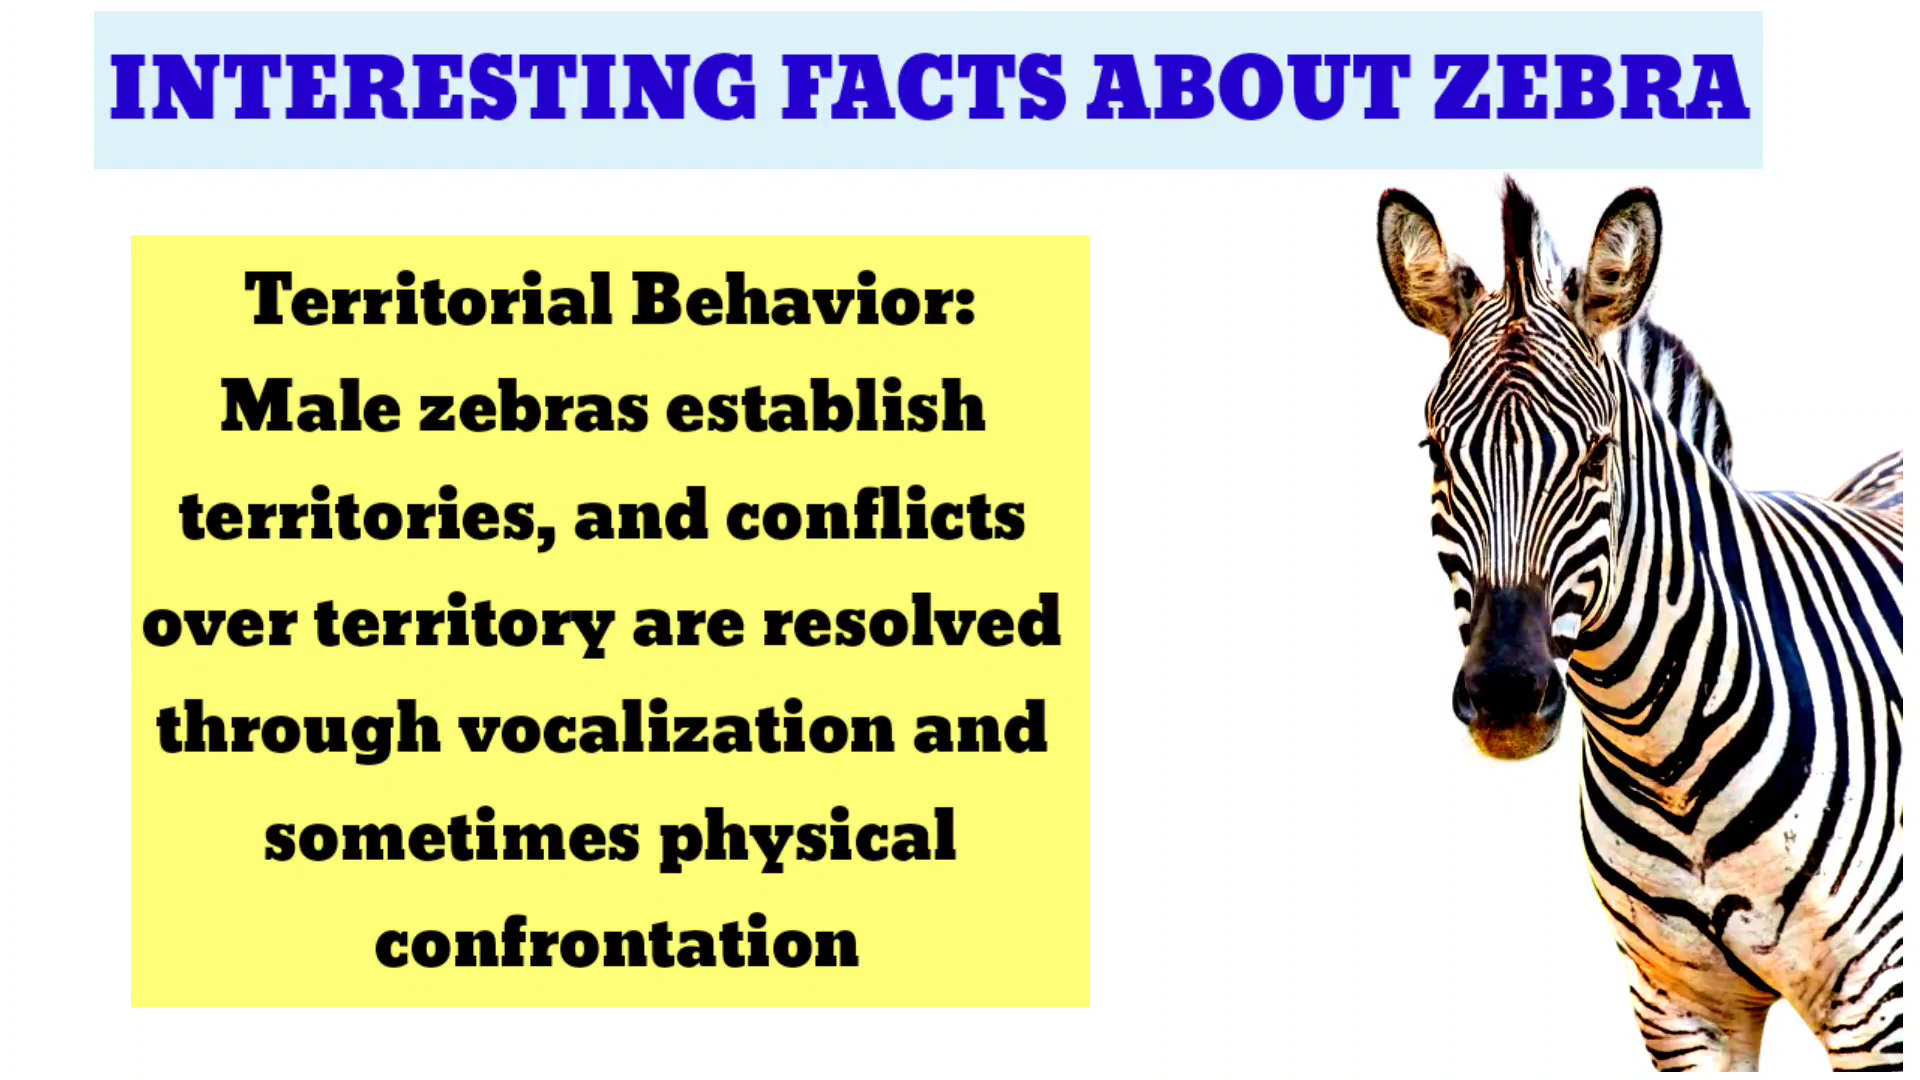 INTERESTING FACTS ABOUT ZEBRA
Territorial Behavior:
Male zebras establish
territories, and conflicts
over territory are resolved
through vocalization and
sometimes physical
confrontation